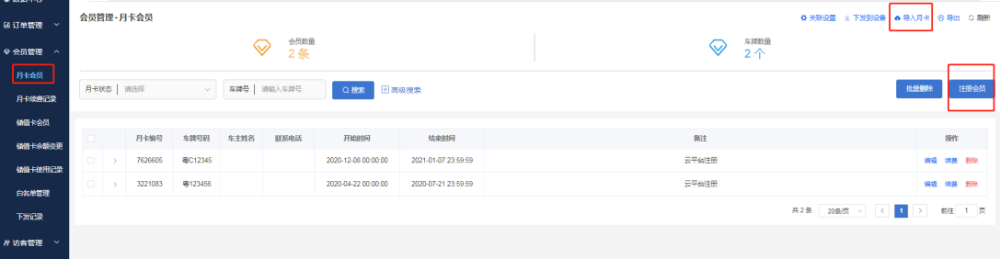 订单管理
会员管理
月卡会员
月卡续费记录
储值卡会员
储值卡余额变更
储值卡使用记录
白名单管理
下发记录
访客管理
会员管理-月卡会员
关联设置 下发到设备 导入月卡 导出 刷新
会员数量
2 条
车牌数量
2 个
月卡状态 请选择 车牌号 请输入车牌号 搜索 高级搜索 批量删除 注册会员
月卡编号 车牌号码 车主姓名 联系电话 开始时间 结束时间 备注 操作
7626605 粤C12345 2020-12-08 00:00:00 2021-01-07 23:59:59 云平台注册 编辑 续费 删除
3221083 粤123456 2020-04-22 00:00:00 2020-07-21 23:59:59 云平台注册 编辑 续费 删除
共 2 条 20条/页 1 前往 1 页